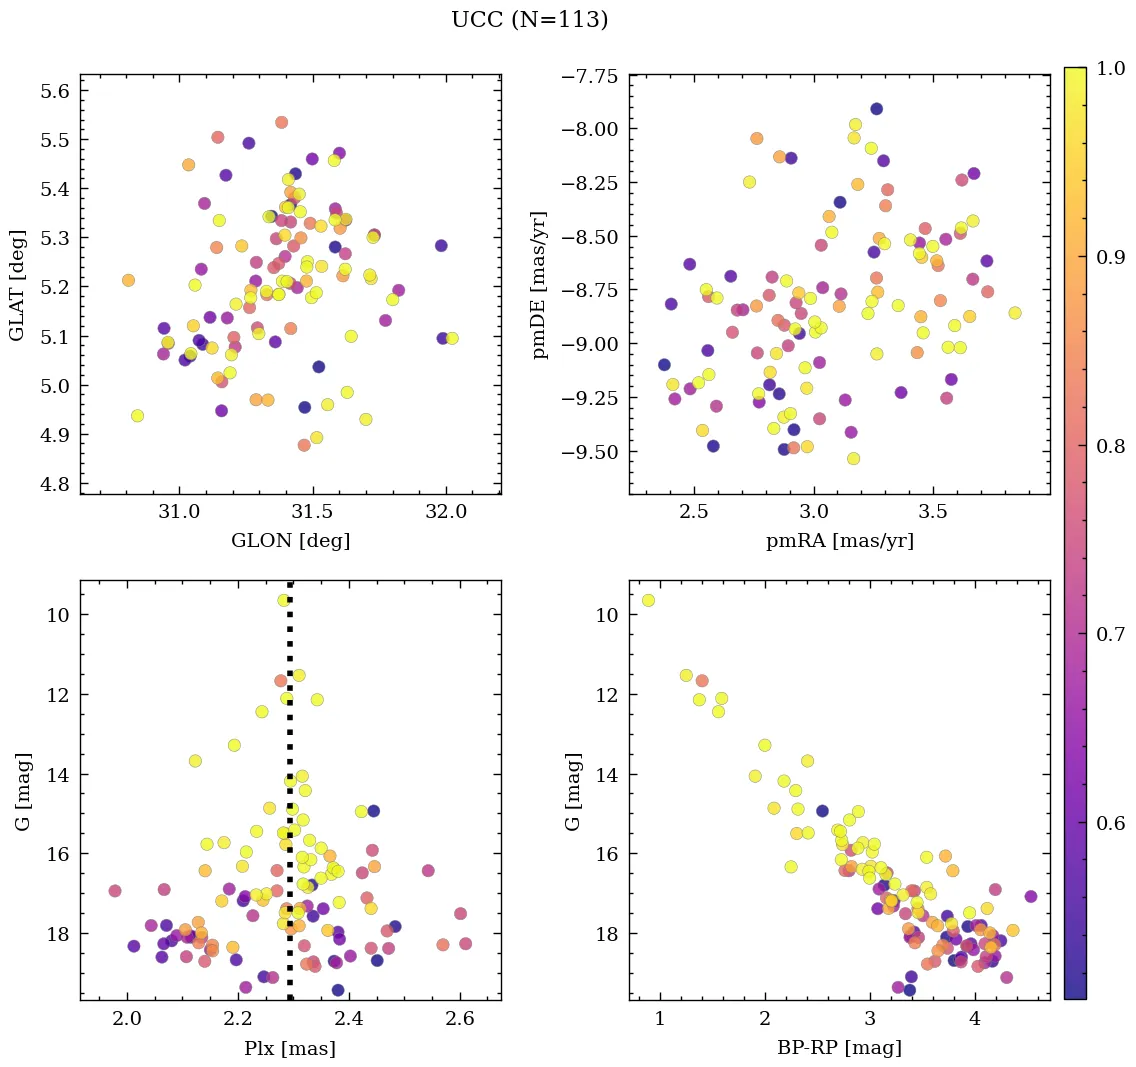 UCC (N=113)
5.6
5.5
5.4
5.3
5.2
5.1
5.0
4.9
4.8
GLAT [deg]
31.0 31.5 32.0
GLON [deg]
−7.75
−8.00
−8.25
−8.50
−8.75
−9.00
−9.25
−9.50
pmDE [mas/yr]
2.5 3.0 3.5
pmRA [mas/yr]
1.0
0.9
0.8
0.7
0.6
10
12
14
16
18
G [mag]
2.0 2.2 2.4 2.6
Plx [mas]
10
12
14
16
18
G [mag]
1 2 3 4
BP-RP [mag]